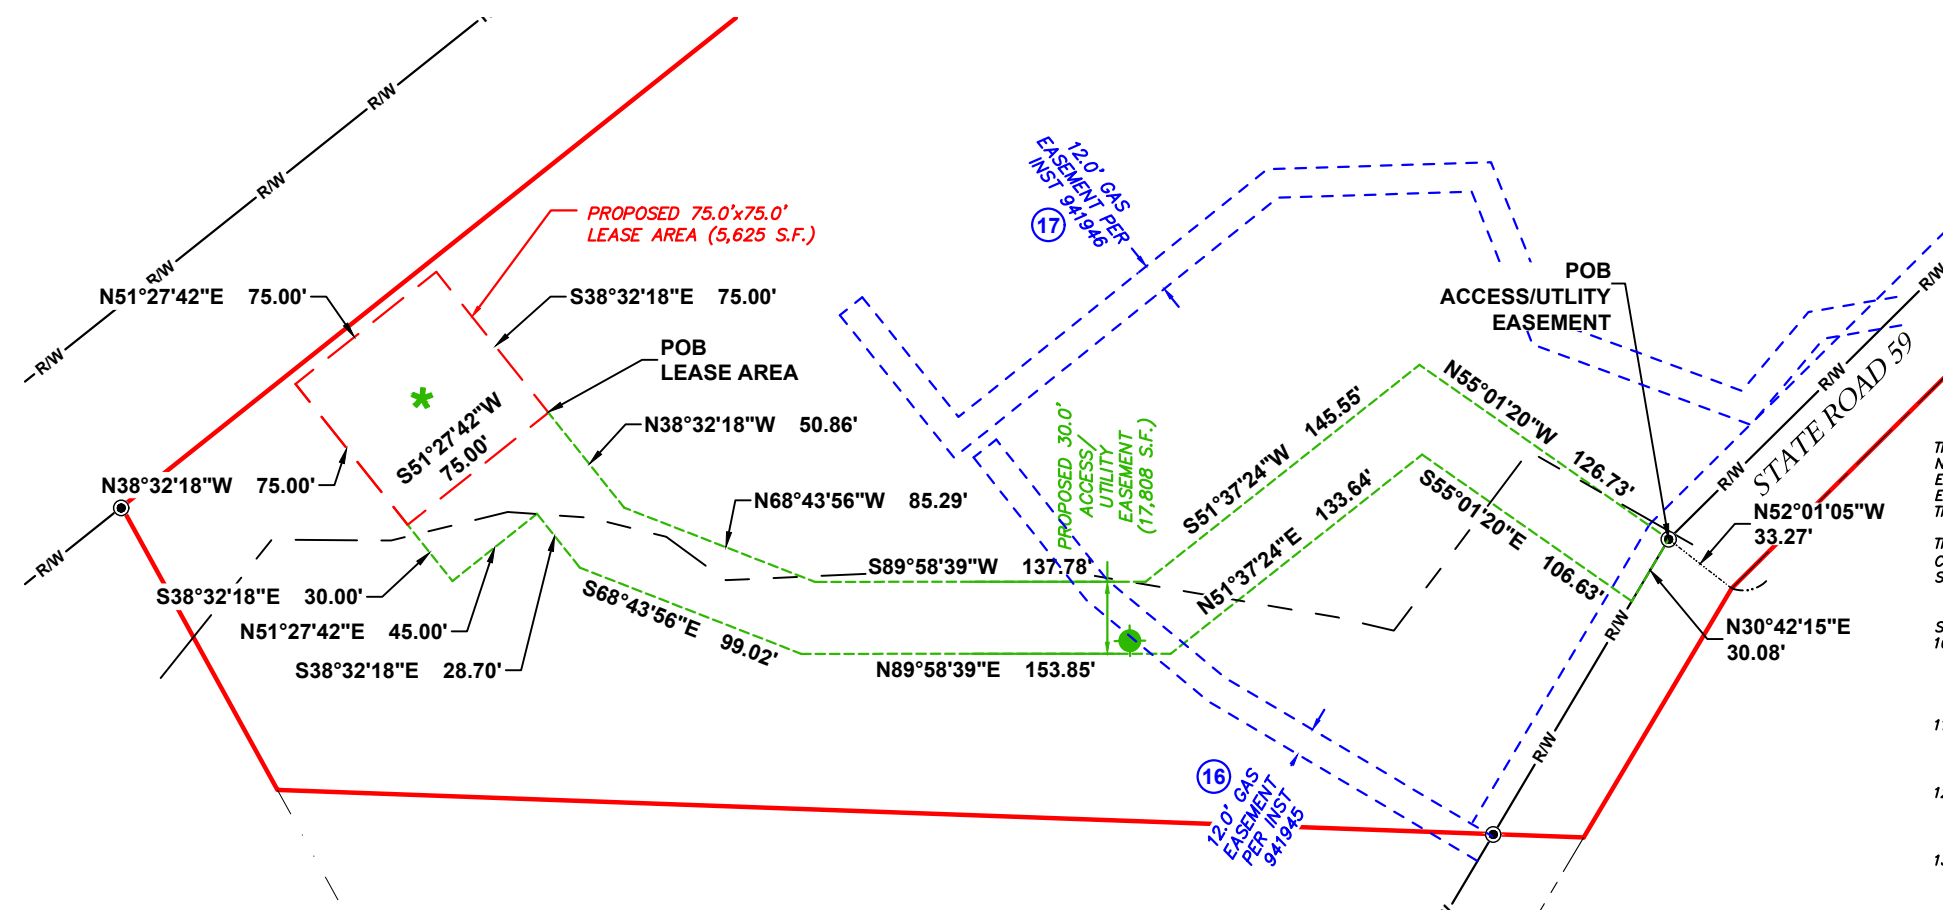 R/W
R/W
R/W
R/W
R/W
PROPOSED 75.0'x75.0'
LEASE AREA (5,625 S.F.)
N51°27'42"E 75.00'
S38°32'18"E 75.00'
POB
LEASE AREA
S51°27'42"W
75.00'
N38°32'18"W 75.00'
N38°32'18"W 50.86'
N68°43'56"W 85.29'
S38°32'18"E 30.00'
N51°27'42"E 45.00'
S38°32'18"E 28.70'
S68°43'56"E 99.02'
S89°58'39"W 137.78'
N89°58'39"E 153.85'
*
12.0' GAS
EASEMENT PER
INST 941946
17
PROPOSED 30.0'
ACCESS/
UTILITY
EASEMENT
(17,808 S.F.)
S51°37'24"W 145.55'
N51°37'24"E 133.64'
N55°01'20"W 126.73'
S55°01'20"E 106.63'
POB
ACCESS/UTLITY
EASEMENT
R/W
R/W
R/W
R/W
R/W
STATE ROAD 59
N52°01'05"W
33.27'
N30°42'15"E
30.08'
16
12.0' GAS
EASEMENT
PER INST
941945